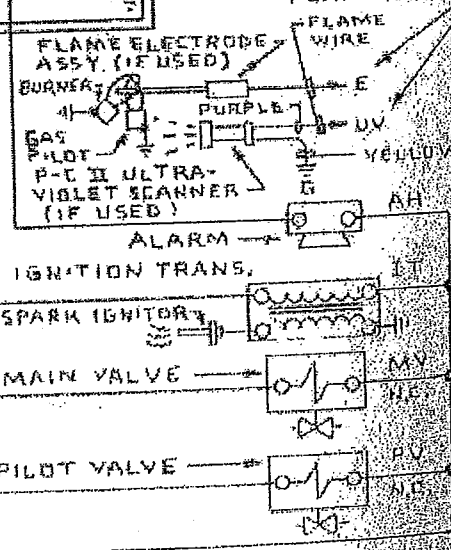 FLAME
WIRE
FLAME ELECTRODE
ASSY. (IF USED)
BURNER
E
PURPLE
UV
GAS
PILOT
YELLOW
P-C II ULTRA-
VIOLET SCANNER
(IF USED)
G
AH
ALARM
IGNITION TRANS.
IT
SPARK IGNITOR
MAIN VALVE
MV
N.C.
PILOT VALVE
PV
N.C.